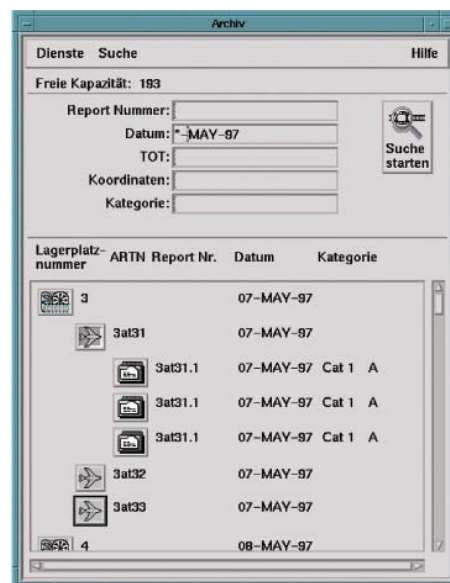 Archiv
Dienste Suche Hilfe
Freie Kapazität: 193
Report Nummer:
Datum: *-MAY-97
TOT:
Koordinaten:
Kategorie:
Suche
starten
Lagerplatz-
nummer ARTN Report Nr. Datum Kategorie
3 07-MAY-97
3at31 07-MAY-97
3at31.1 07-MAY-97 Cat 1 A
3at31.1 07-MAY-97 Cat 1 A
3at31.1 07-MAY-97 Cat 1 A
3at32 07-MAY-97
3at33 07-MAY-97
4 08-MAY-97